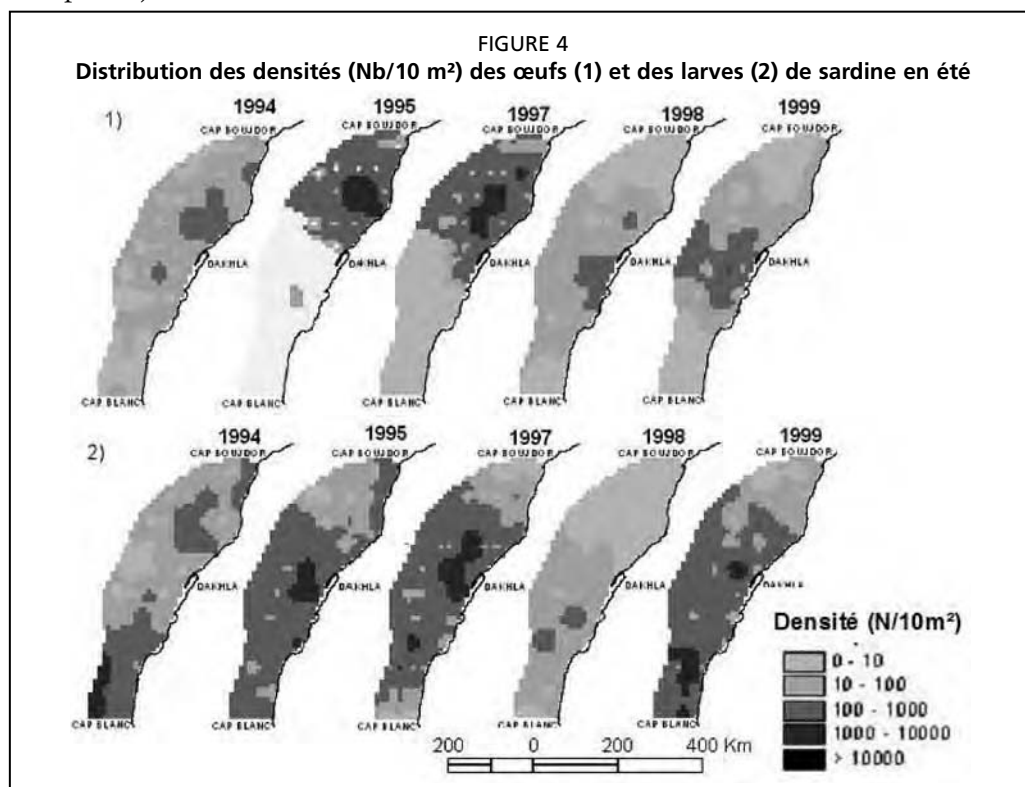 FIGURE 4
Distribution des densités (Nb/10 m²) des œufs (1) et des larves (2) de sardine en été
1)
1994
1995
1997
1998
1999
CAP BOUJDOR
CAP BOUJDOR
CAP BOUJDOR
CAP BOUJDOR
CAP BOUJDOR
DAKHLA
DAKHLA
DAKHLA
DAKHLA
DAKHLA
CAP BLANC
CAP BLANC
CAP BLANC
CAP BLANC
CAP BLANC
2)
1994
1995
1997
1998
1999
CAP BOUJDOR
CAP BOUJDOR
CAP BOUJDOR
CAP BOUJDOR
CAP BOUJDOR
DAKHLA
DAKHLA
DAKHLA
DAKHLA
DAKHLA
CAP BLANC
CAP BLANC
CAP BLANC
CAP BLANC
CAP BLANC
Densité (N/10m²)
0 - 10
10 - 100
100 - 1000
1000 - 10000
> 10000
200 0 200 400 Km